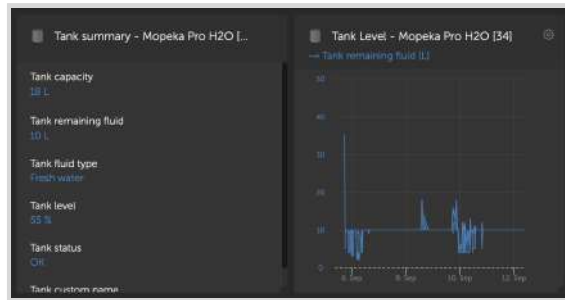 Tank summary - Mopeka Pro H2O [...
Tank capacity
18 L
Tank remaining fluid
10 L
Tank fluid type
Fresh water
Tank level
55 %
Tank status
OK
Tank custom name
Tank Level - Mopeka Pro H2O [34]
Tank remaining fluid [L]
50
40
30
20
10
0
6. Sep
8. Sep
10. Sep
12. Sep